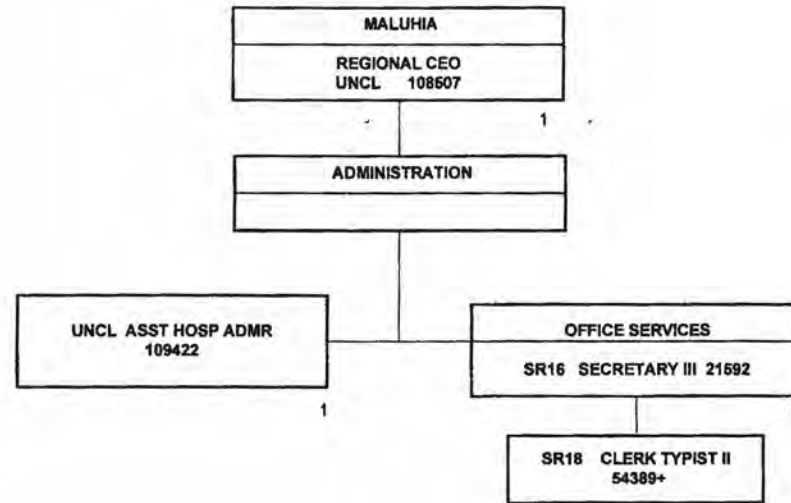 MALUHIA
REGIONAL CEO
UNCL 108507
1
ADMINISTRATION
UNCL ASST HOSP ADMR
109422
1
OFFICE SERVICES
SR16 SECRETARY III 21592
SR18 CLERK TYPIST II
54389+